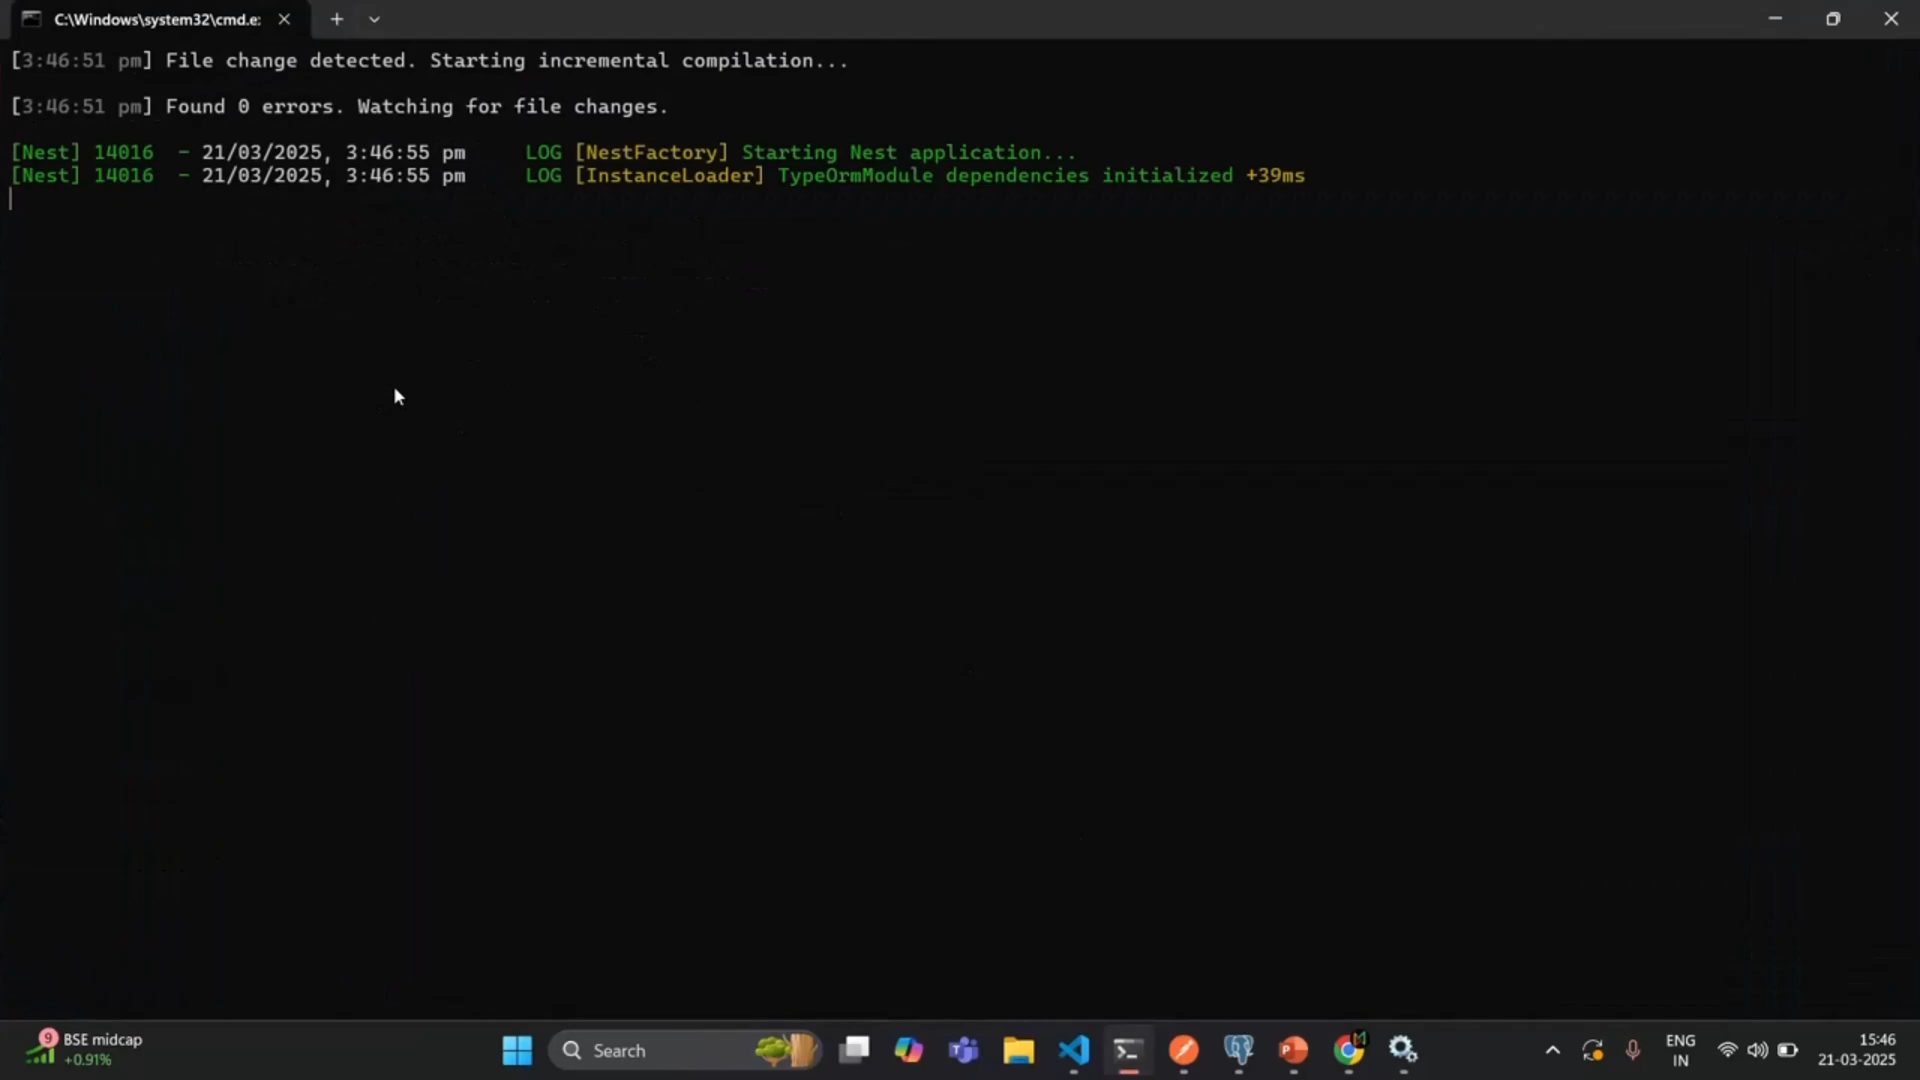 C:\Windows\system32\cmd.e:
[3:46:51 pm] File change detected. Starting incremental compilation...
[3:46:51 pm] Found 0 errors. Watching for file changes.
[Nest] 14016  - 21/03/2025, 3:46:55 pm     LOG [NestFactory] Starting Nest application...
[Nest] 14016  - 21/03/2025, 3:46:55 pm     LOG [InstanceLoader] TypeOrmModule dependencies initialized +39ms
9
BSE midcap
+0.91%
Search
ENG
IN
15:46
21-03-2025